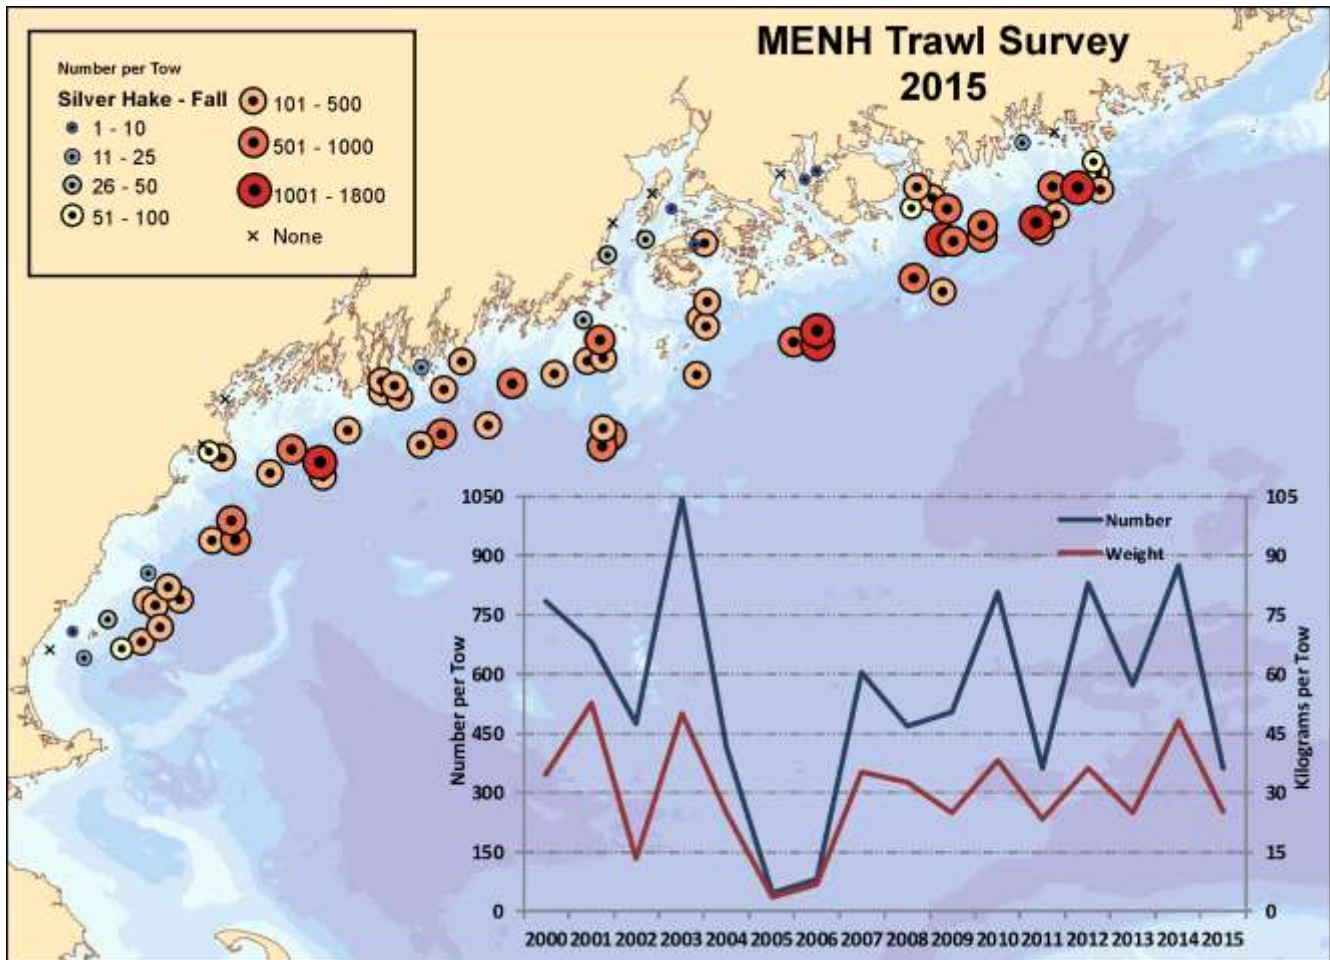 MENH Trawl Survey
2015
Number per Tow
Silver Hake - Fall
1 - 10
11 - 25
26 - 50
51 - 100
101 - 500
501 - 1000
1001 - 1800
None
Number
Weight
Number per Tow
1050
900
750
600
450
300
150
0
Kilograms per Tow
105
90
75
60
45
30
15
0
2000 2001 2002 2003 2004 2005 2006 2007 2008 2009 2010 2011 2012 2013 2014 2015